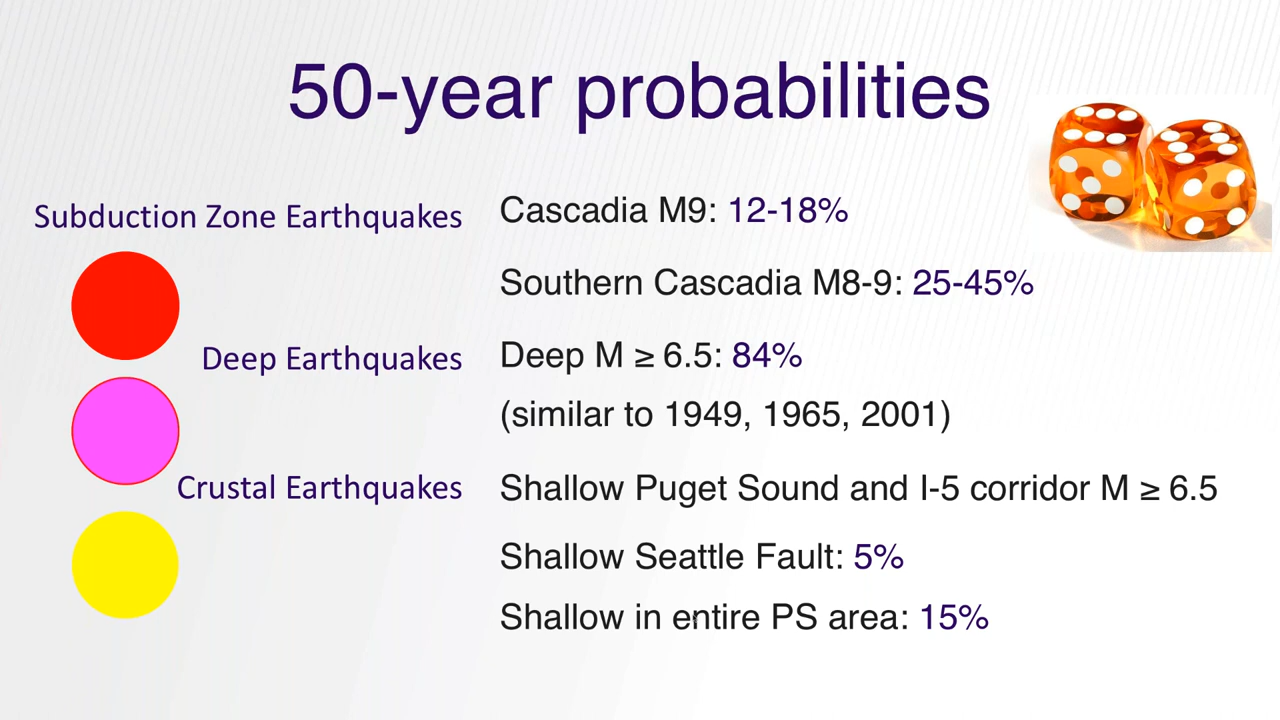 50-year probabilities
Subduction Zone Earthquakes
Cascadia M9: 12-18%
Southern Cascadia M8-9: 25-45%
Deep Earthquakes
Deep M ≥ 6.5: 84%
(similar to 1949, 1965, 2001)
Crustal Earthquakes
Shallow Puget Sound and I-5 corridor M ≥ 6.5
Shallow Seattle Fault: 5%
Shallow in entire PS area: 15%